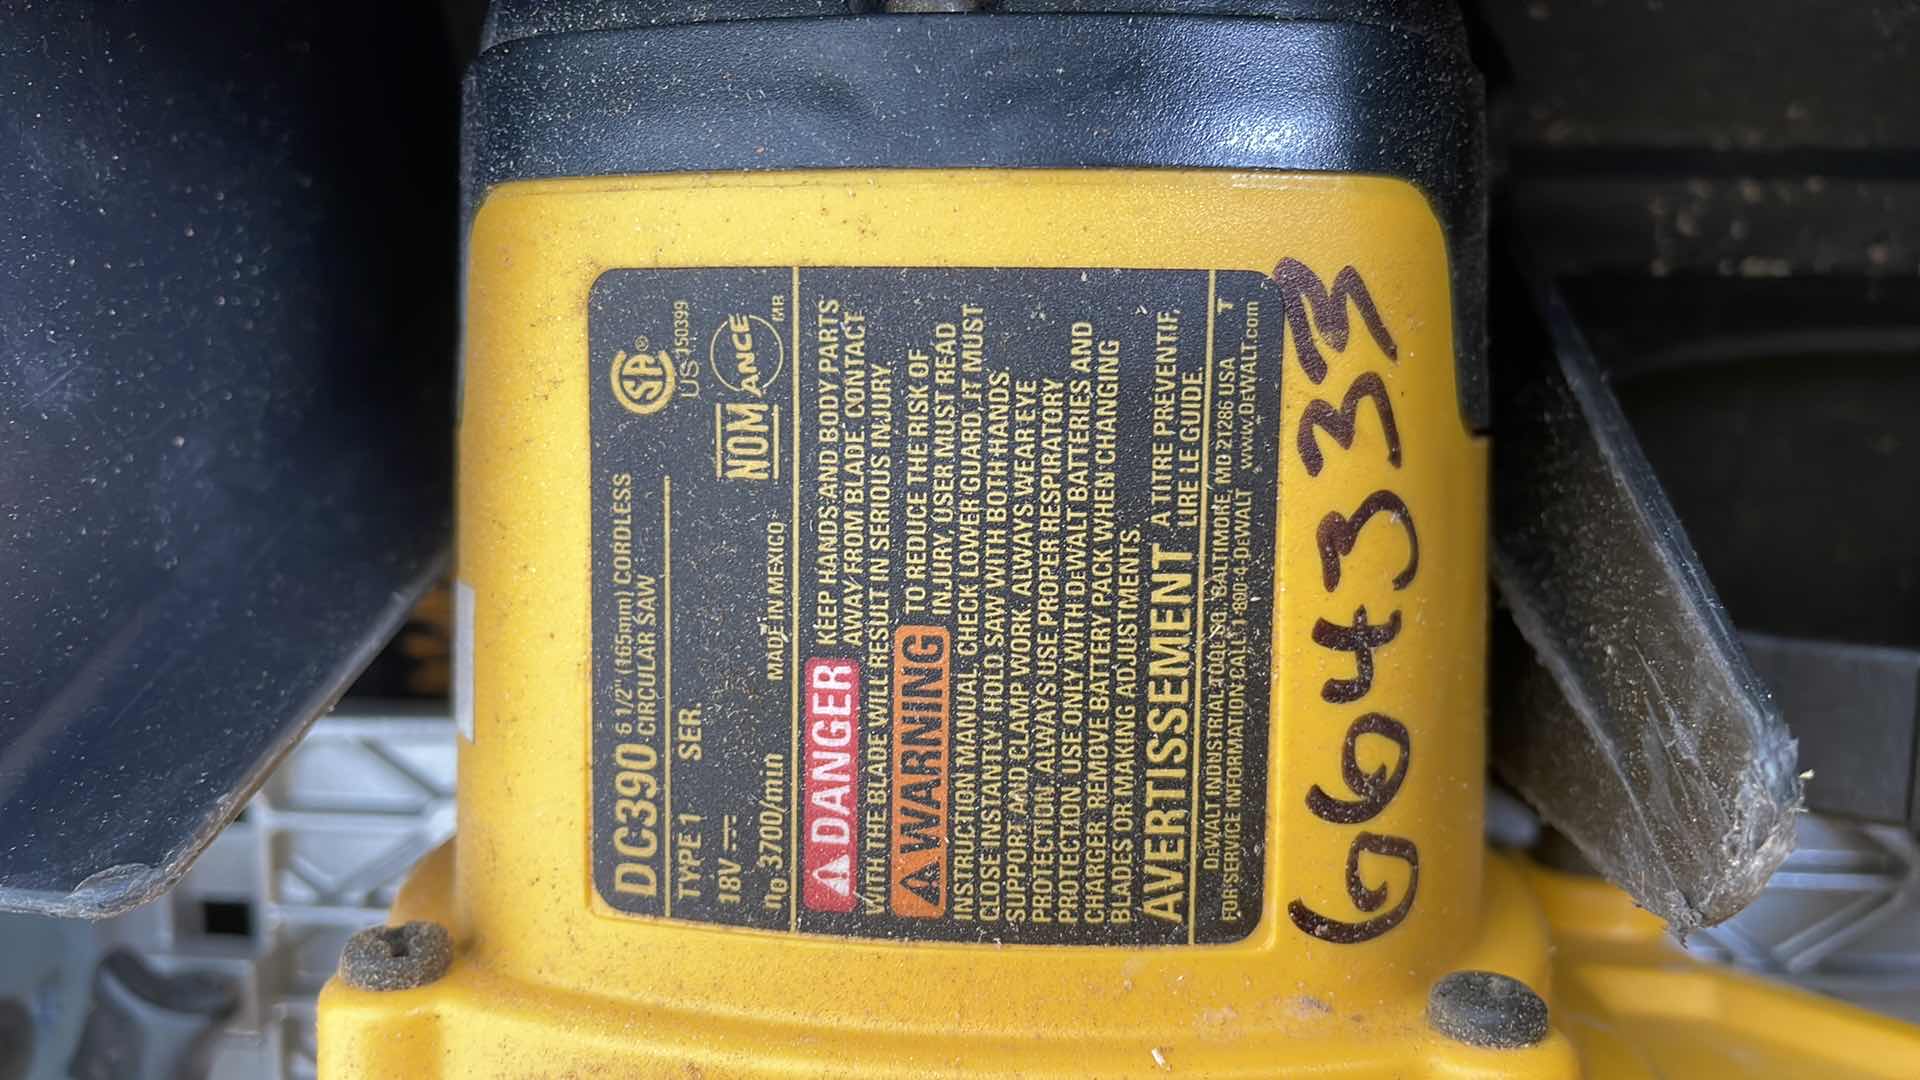 DC390 6 1/2" (165mm) CORDLESS
CIRCULAR SAW
TYPE 1 SER.
18V
no 3700/min MADE IN MEXICO
SA®
US
150399
NOM ANCE MR
DANGER KEEP HANDS AND BODY PARTS
AWAY FROM BLADE. CONTACT
WITH THE BLADE WILL RESULT IN SERIOUS INJURY.
WARNING TO REDUCE THE RISK OF
INJURY, USER MUST READ
INSTRUCTION MANUAL. CHECK LOWER GUARD, IT MUST
CLOSE INSTANTLY. HOLD SAW WITH BOTH HANDS.
SUPPORT AND CLAMP WORK. ALWAYS WEAR EYE
PROTECTION. ALWAYS USE PROPER RESPIRATORY
PROTECTION. USE ONLY WITH DEWALT BATTERIES AND
CHARGER. REMOVE BATTERY PACK WHEN CHANGING
BLADES OR MAKING ADJUSTMENTS.
AVERTISSEMENT A TITRE PREVENTIF,
LIRE LE GUIDE.
DEWALT INDUSTRIAL TOOL CO., BALTIMORE, MD 21286 USA T
FOR SERVICE INFORMATION CALL 1-800-4-DEWALT www.DEWALT.com
664333